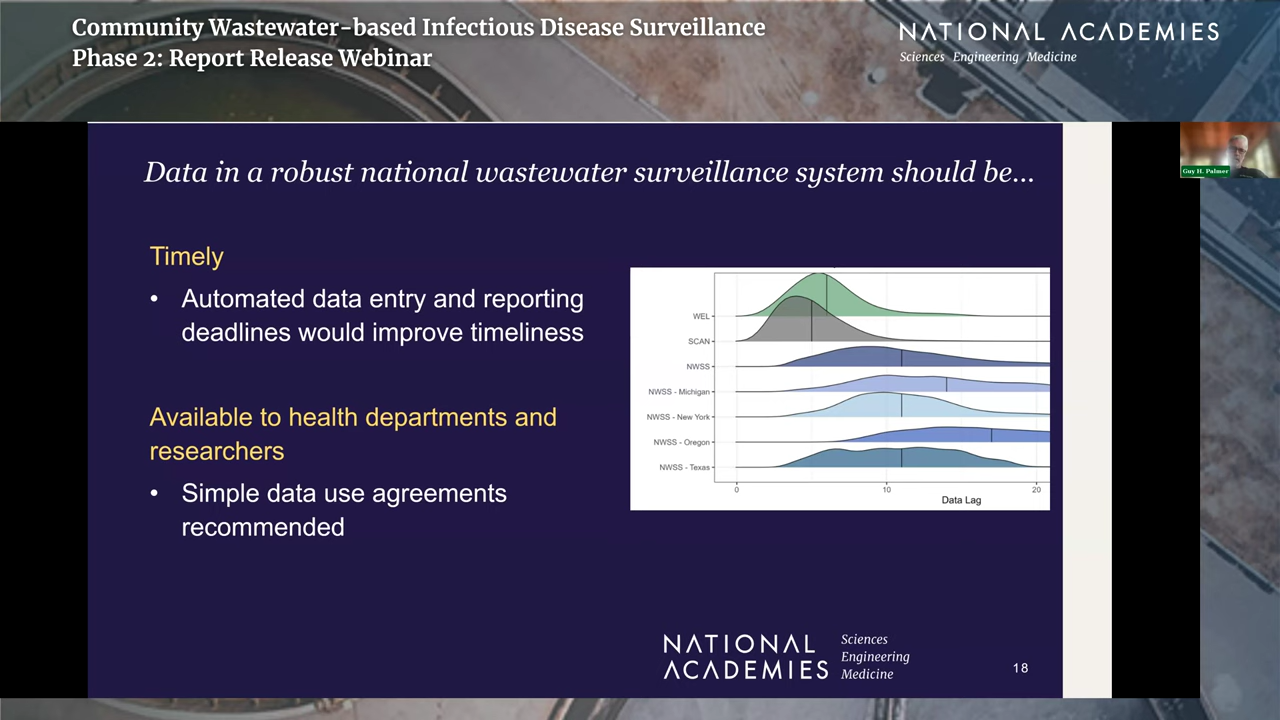 Community Wastewater-based Infectious Disease Surveillance
Phase 2: Report Release Webinar
NATIONAL ACADEMIES
Sciences Engineering Medicine
Guy H. Palmer
Data in a robust national wastewater surveillance system should be...
Timely
• Automated data entry and reporting
deadlines would improve timeliness
Available to health departments and
researchers
• Simple data use agreements
recommended
WEL
SCAN
NWSS
NWSS - Michigan
NWSS - New York
NWSS - Oregon
NWSS - Texas
0 10 20
Data Lag
NATIONAL
ACADEMIES
Sciences
Engineering
Medicine
18